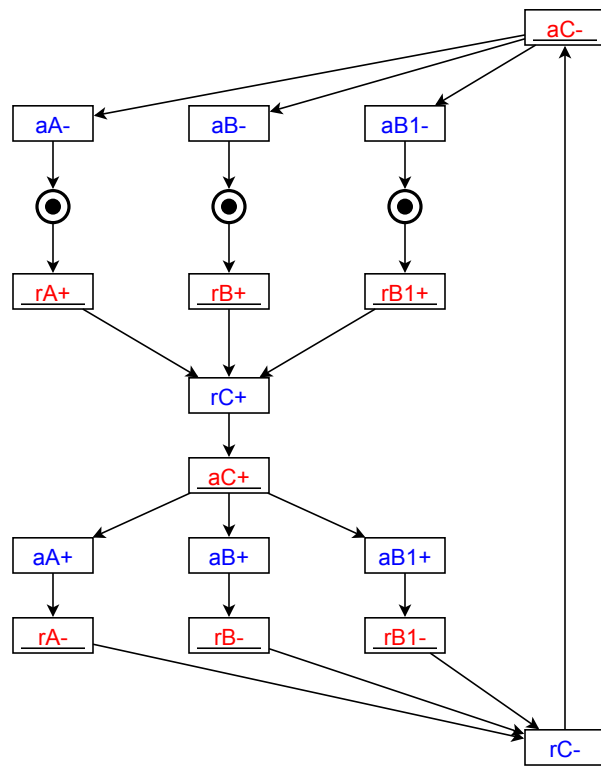 aC-
aA- aB- aB1-
rA+ rB+ rB1+
rC+
aC+
aA+ aB+ aB1+
rA- rB- rB1-
rC-